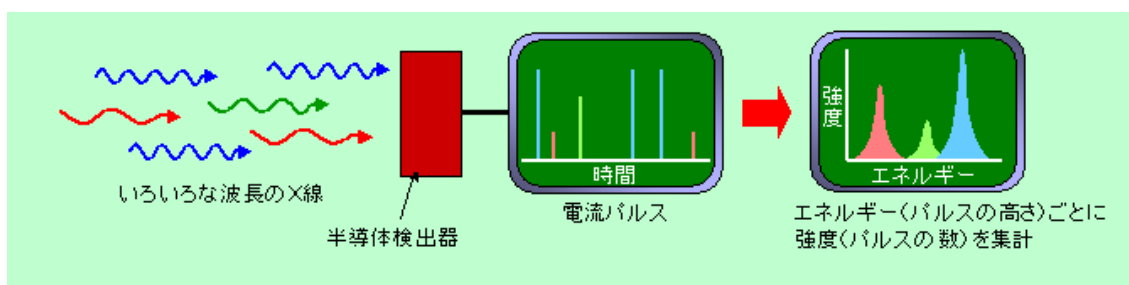 いろいろな波長のX線
半導体検出器
時間
電流パルス
強度
エネルギー
エネルギー(パルスの高さ)ごとに
強度(パルスの数)を集計